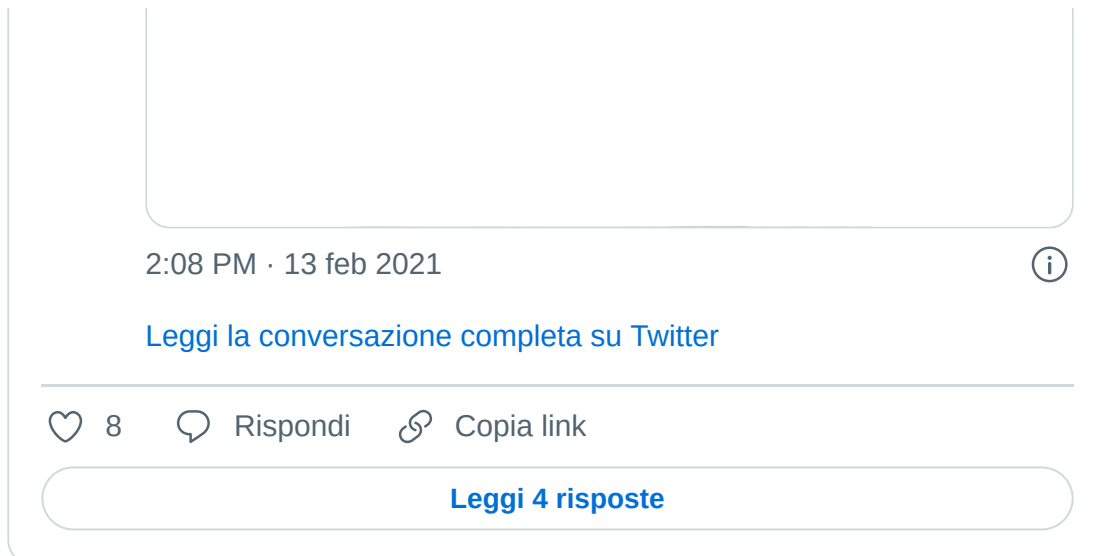 2:08 PM · 13 feb 2021
Leggi la conversazione completa su Twitter
8 Rispondi Copia link
Leggi 4 risposte